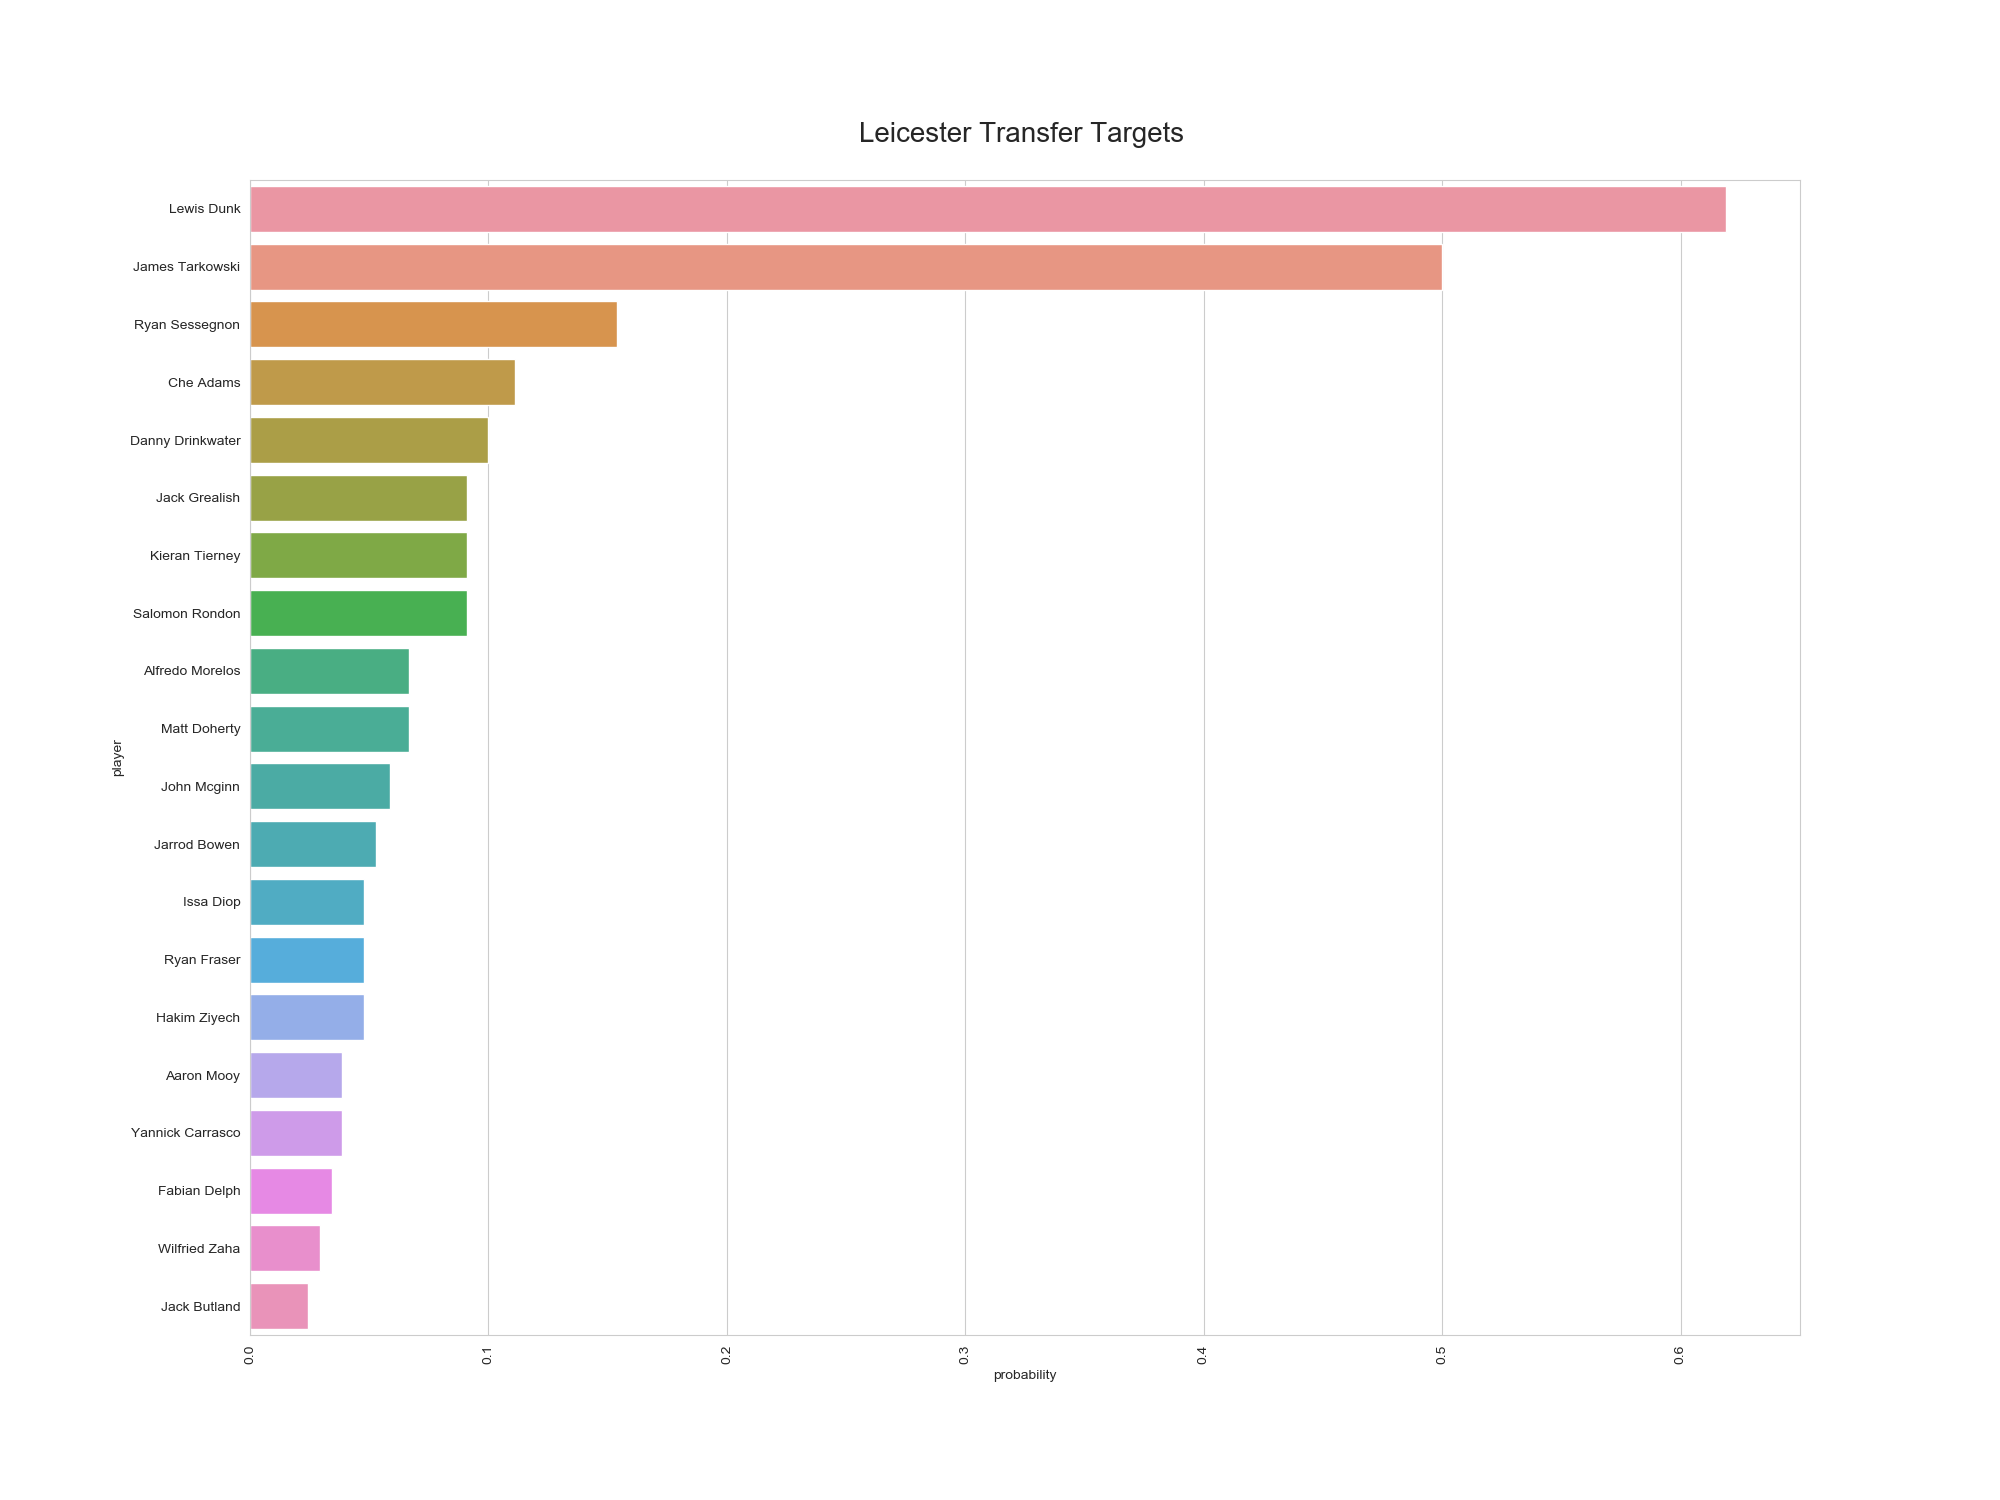 Leicester Transfer Targets
player
Lewis Dunk
James Tarkowski
Ryan Sessegnon
Che Adams
Danny Drinkwater
Jack Grealish
Kieran Tierney
Salomon Rondon
Alfredo Morelos
Matt Doherty
John Mcginn
Jarrod Bowen
Issa Diop
Ryan Fraser
Hakim Ziyech
Aaron Mooy
Yannick Carrasco
Fabian Delph
Wilfried Zaha
Jack Butland
0.0 0.1 0.2 0.3 0.4 0.5 0.6
probability